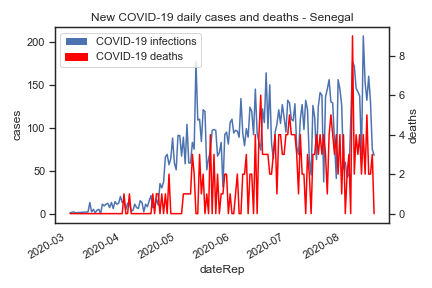 New COVID-19 daily cases and deaths - Senegal
COVID-19 infections
COVID-19 deaths
200
150
100
50
0
cases
8
6
4
2
0
deaths
2020-03
2020-04
2020-05
2020-06
2020-07
2020-08
dateRep